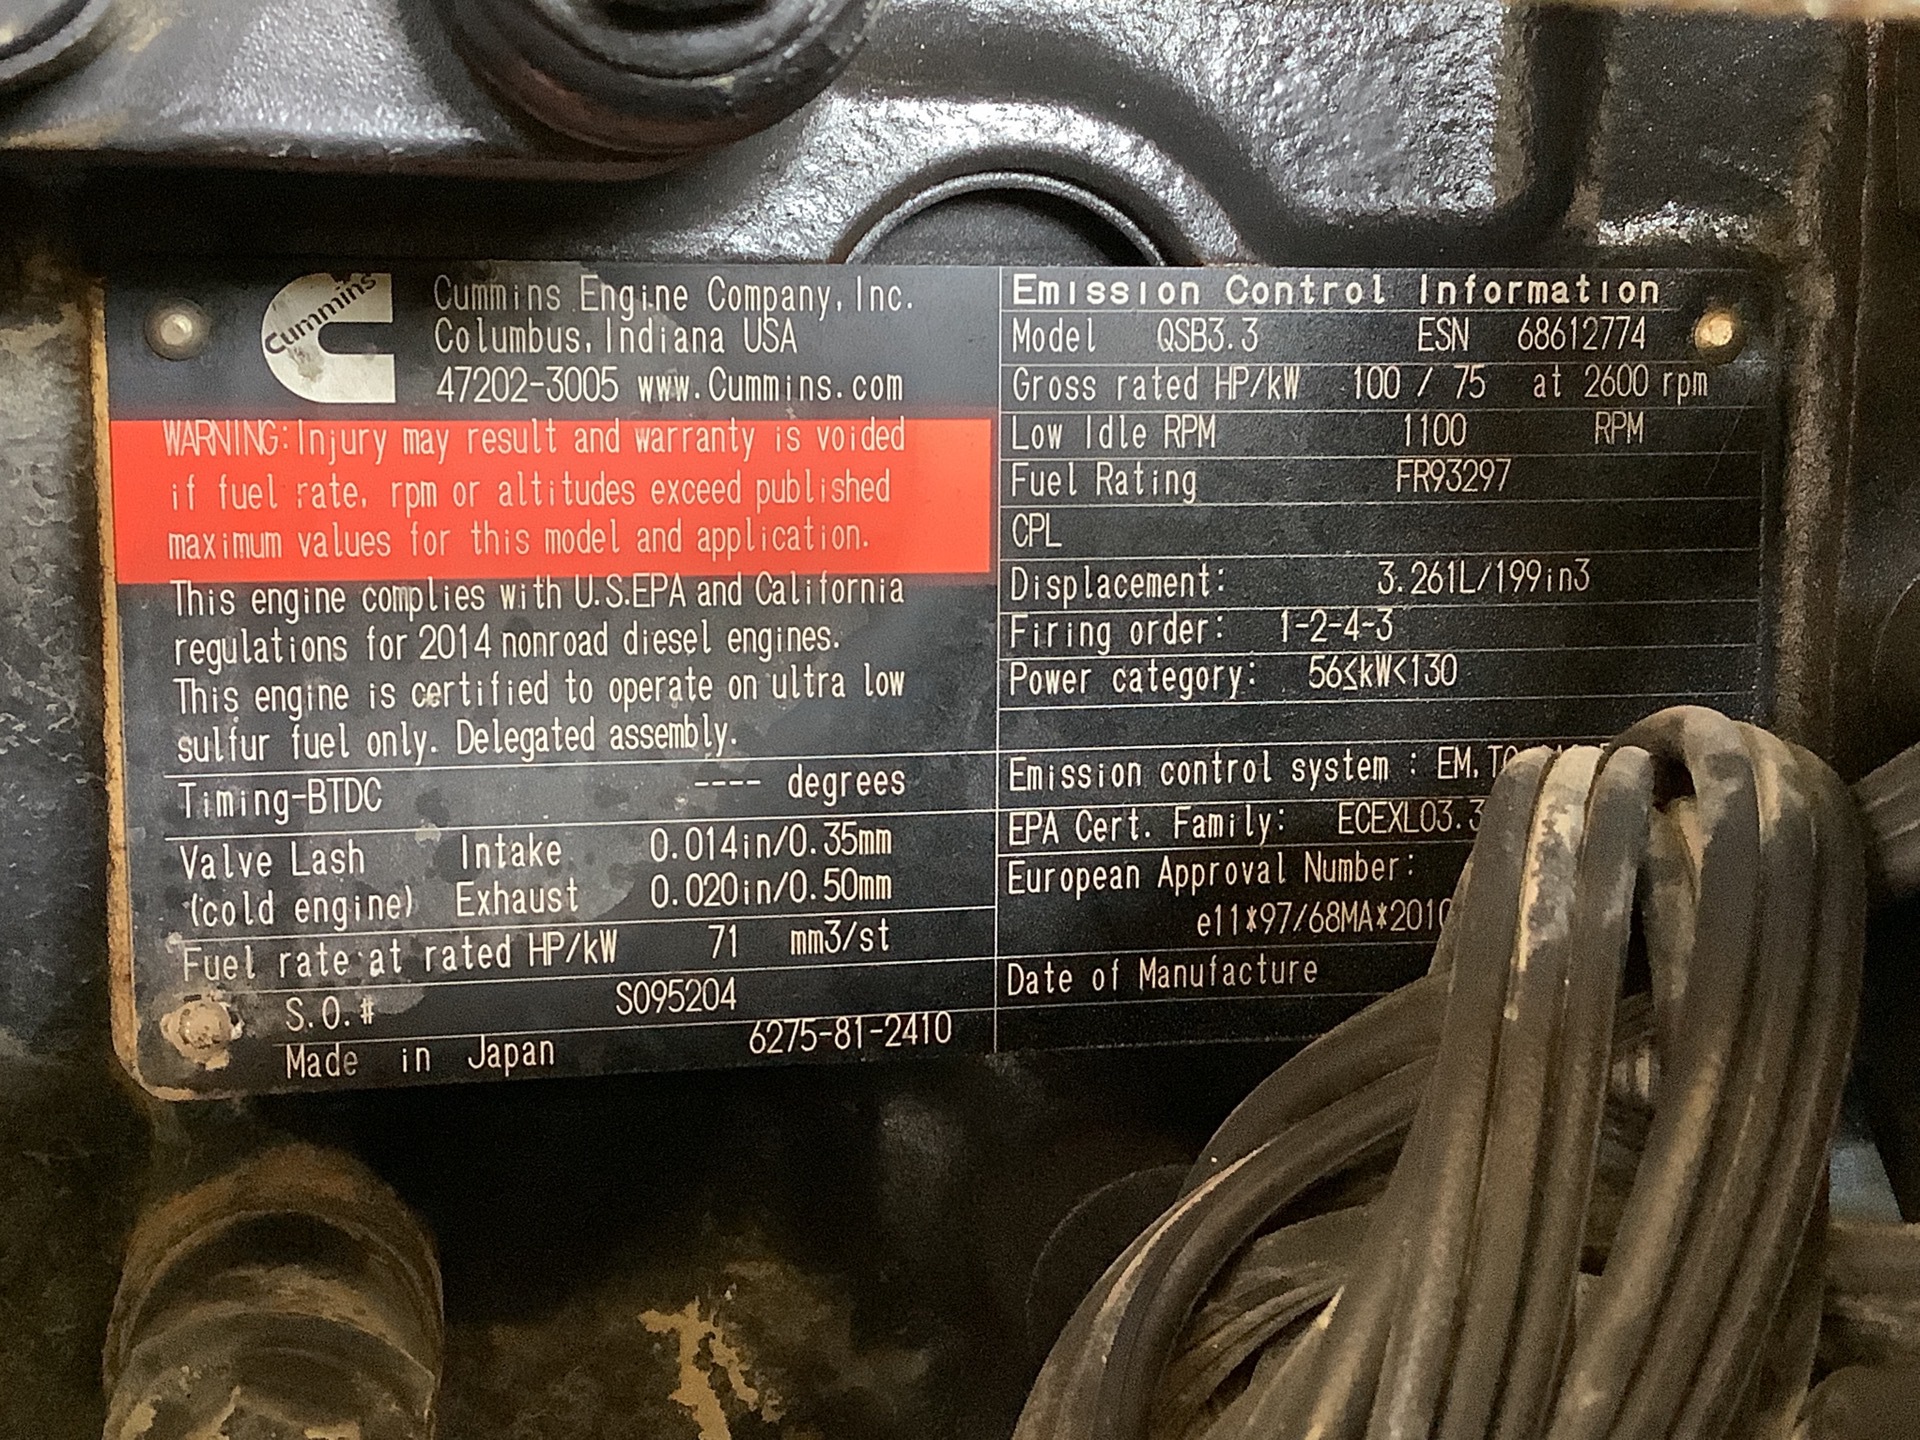 Cummins
Cummins Engine Company, Inc.
Columbus, Indiana USA
47202-3005 www.Cummins.com
WARNING: Injury may result and warranty is voided
if fuel rate, rpm or altitudes exceed published
maximum values for this model and application.
This engine complies with U.S.EPA and California
regulations for 2014 nonroad diesel engines.
This engine is certified to operate on ultra low
sulfur fuel only. Delegated assembly.
Timing-BTDC ---- degrees
Valve Lash Intake 0.014in/0.35mm
(cold engine) Exhaust 0.020in/0.50mm
Fuel rate at rated HP/kW 71 mm3/st
S.O.# S095204
Made in Japan 6275-81-2410
Emission Control Information
Model QSB3.3 ESN 68612774
Gross rated HP/kW 100 / 75 at 2600 rpm
Low Idle RPM 1100 RPM
Fuel Rating FR93297
CPL
Displacement: 3.261L/199in3
Firing order: 1-2-4-3
Power category: 56≤kW<130
Emission control system : EM,
EPA Cert. Family: ECEXL03.3
European Approval Number:
e11*97/68MA*2010
Date of Manufacture